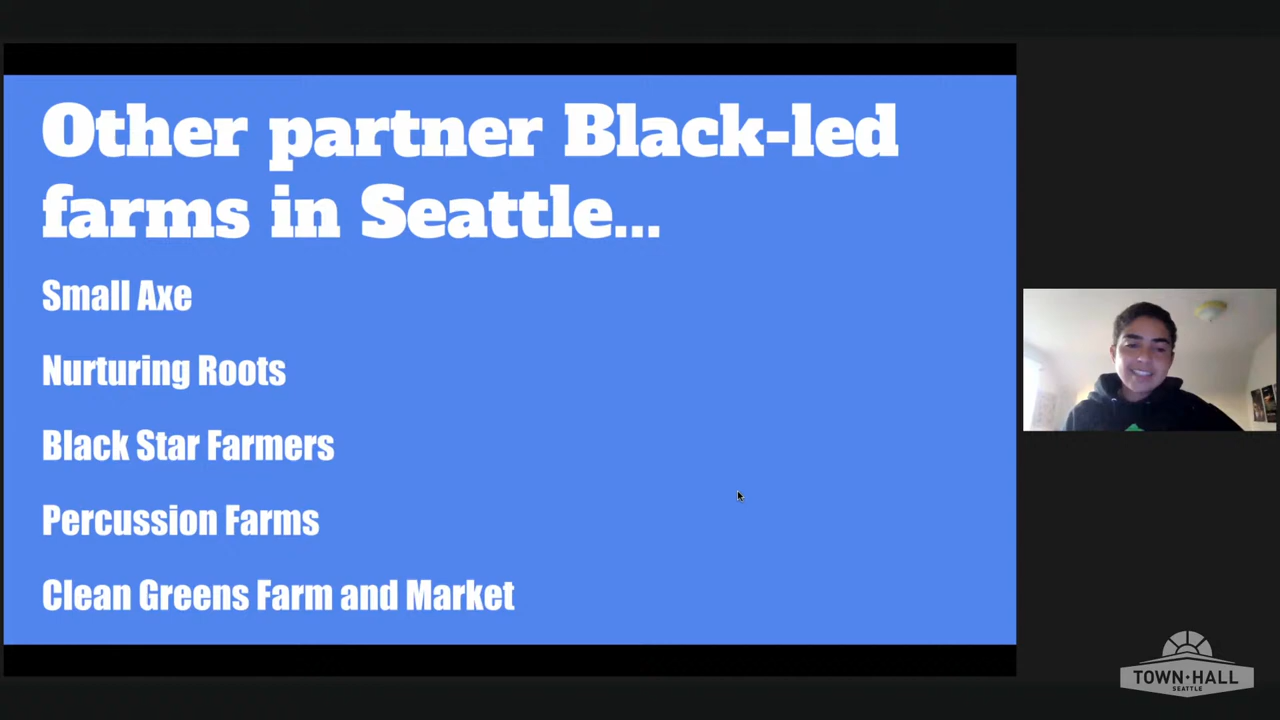 Other partner Black-led
farms in Seattle...
Small Axe
Nurturing Roots
Black Star Farmers
Percussion Farms
Clean Greens Farm and Market
TOWN·HALL
SEATTLE